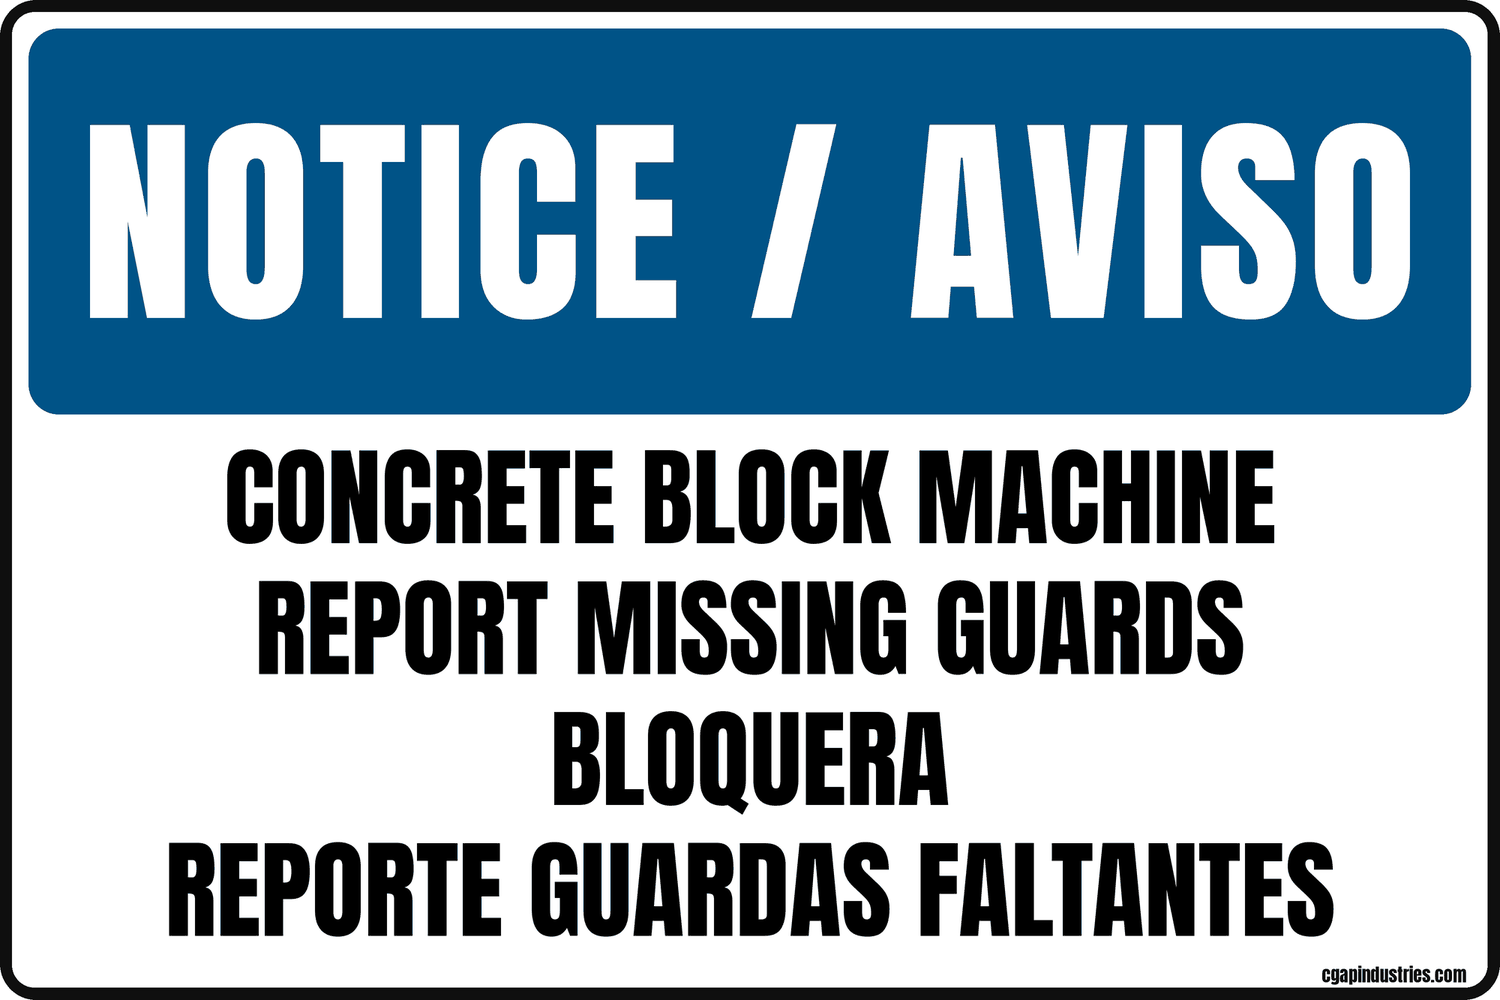 NOTICE / AVISO
CONCRETE BLOCK MACHINE
REPORT MISSING GUARDS
BLOQUERA
REPORTE GUARDAS FALTANTES
cgapindustries.com